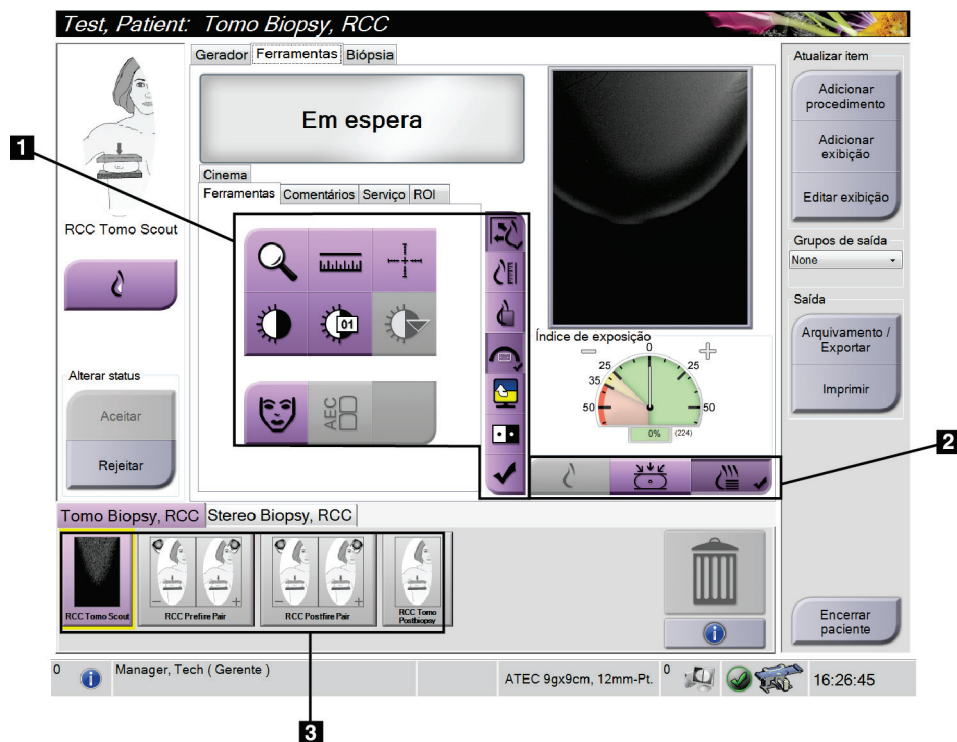 Test, Patient: Tomo Biopsy, RCC
Gerador Ferramentas Biópsia
Atualizar item
Adicionar
procedimento
Adicionar
exibição
Editar exibição
Grupos de saída
None
Saída
Arquivamento /
Exportar
Imprimir
Encerrar
paciente
1
RCC Tomo Scout
Alterar status
Aceitar
Rejeitar
Em espera
Cinema
Ferramentas Comentários Serviço ROI
01
AEC
Índice de exposição
0
25 25
35
50 50
0% (224)
2
Tomo Biopsy, RCC Stereo Biopsy, RCC
RCC Tomo Scout
RCC Prefire Pair
RCC Postfire Pair
RCC Tomo
Postbiopsy
0 Manager, Tech ( Gerente ) ATEC 9gx9cm, 12mm-Pt. 0 16:26:45
3